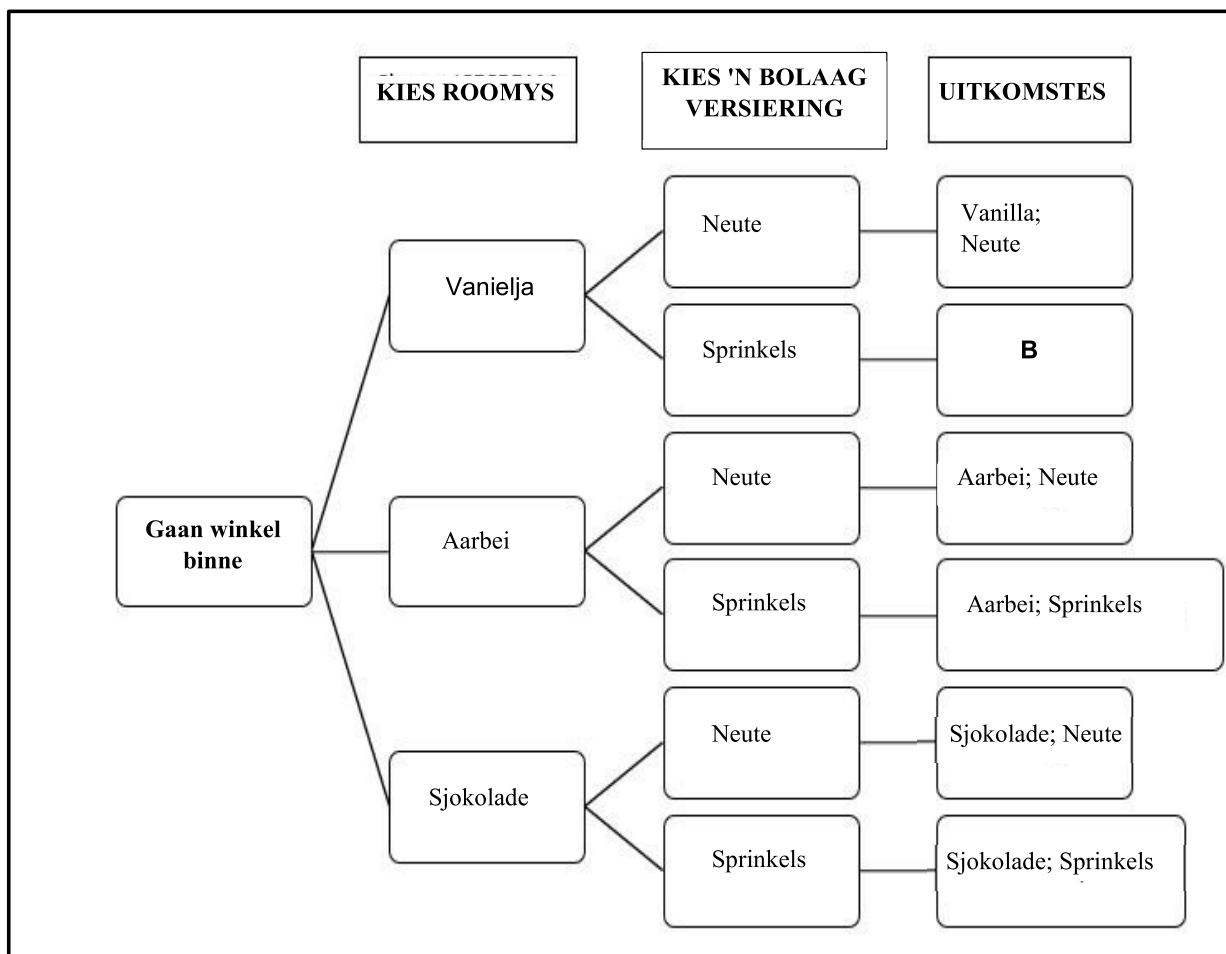 KIES ROOMYS
KIES 'N BOLAAG
VERSIERING
UITKOMSTES
Neute
Vanilla;
Neute
Vanielja
Sprinkels
B
Neute
Aarbei; Neute
Gaan winkel
binne
Aarbei
Sprinkels
Aarbei; Sprinkels
Neute
Sjokolade; Neute
Sjokolade
Sprinkels
Sjokolade; Sprinkels